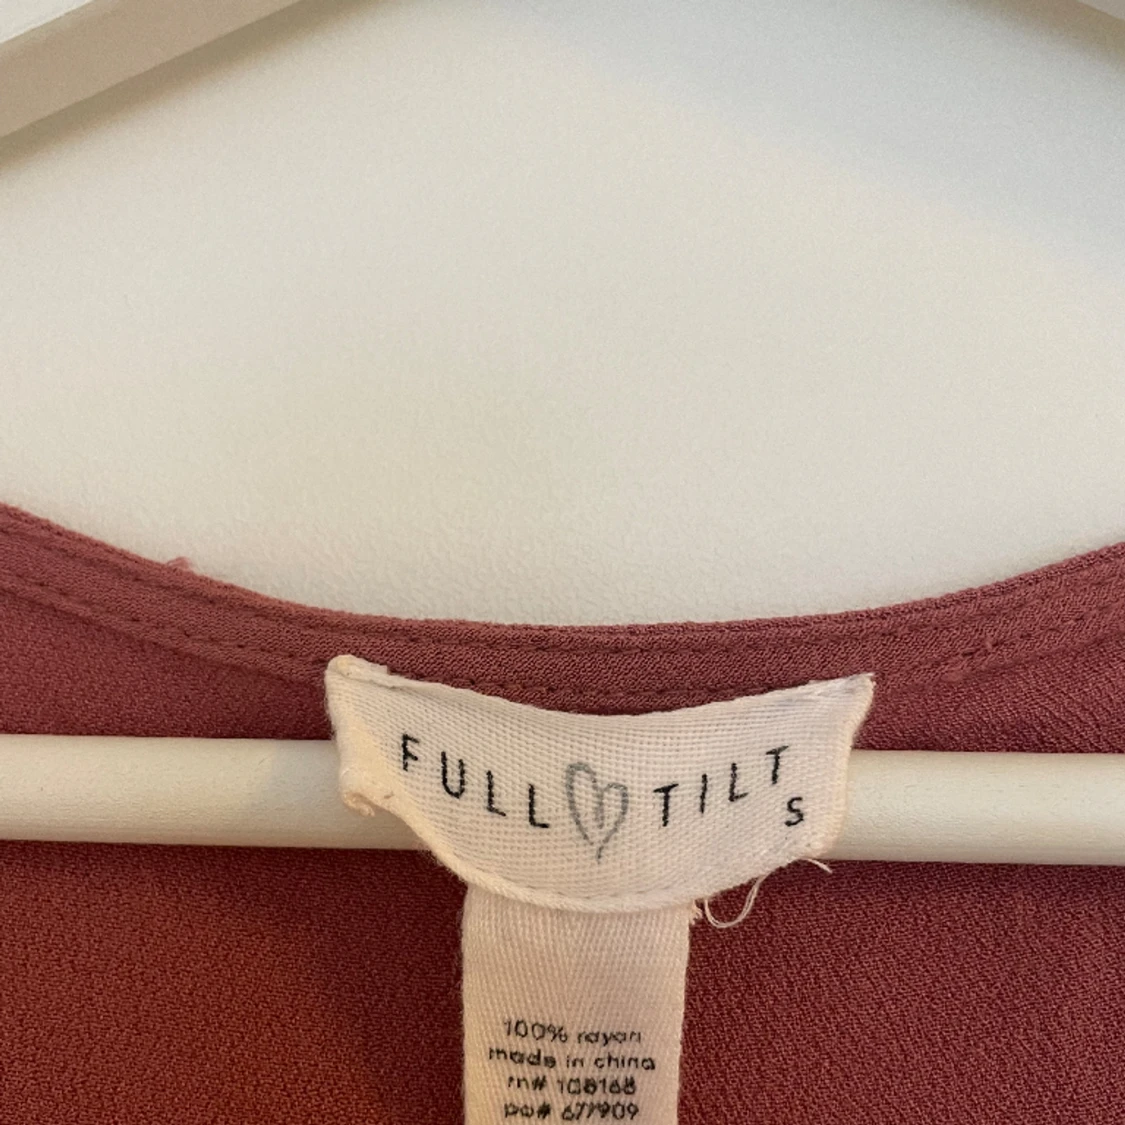 FULL TILT
S
100% rayon
made in china
rn# 108168
po# 677909